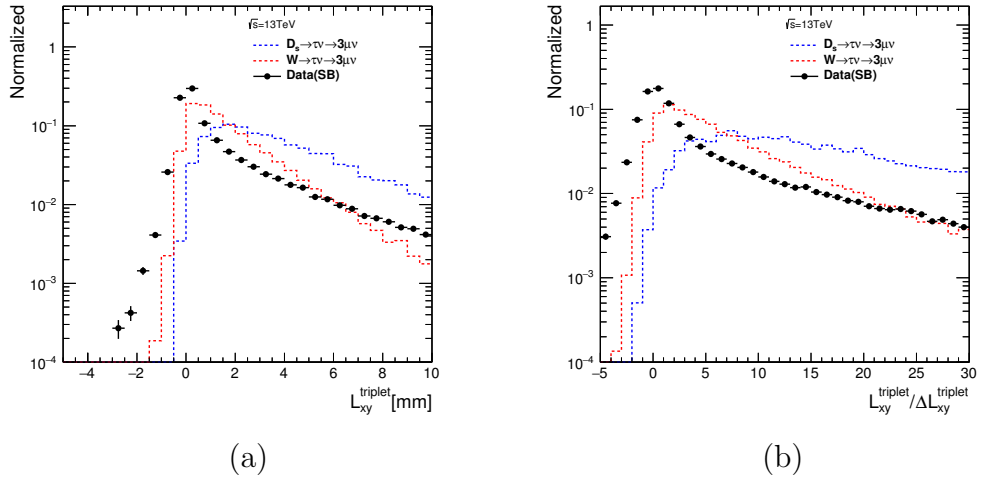 Normalized
1
10⁻¹
10⁻²
10⁻³
10⁻⁴
√s=13TeV
Dₛ→τν→3μν
W→τν→3μν
Data(SB)
−4 −2 0 2 4 6 8 10
L_xy^triplet [mm]
(a)
Normalized
1
10⁻¹
10⁻²
10⁻³
10⁻⁴
√s=13TeV
Dₛ→τν→3μν
W→τν→3μν
Data(SB)
−5 0 5 10 15 20 25 30
L_xy^triplet/ΔL_xy^triplet
(b)